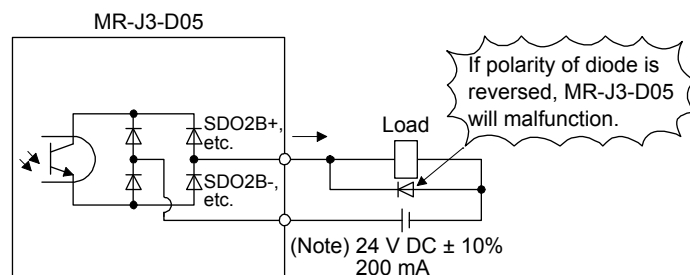 MR-J3-D05
If polarity of diode is
reversed, MR-J3-D05
will malfunction.
Load
SDO2B+,
etc.
SDO2B-,
etc.
(Note) 24 V DC ± 10%
200 mA